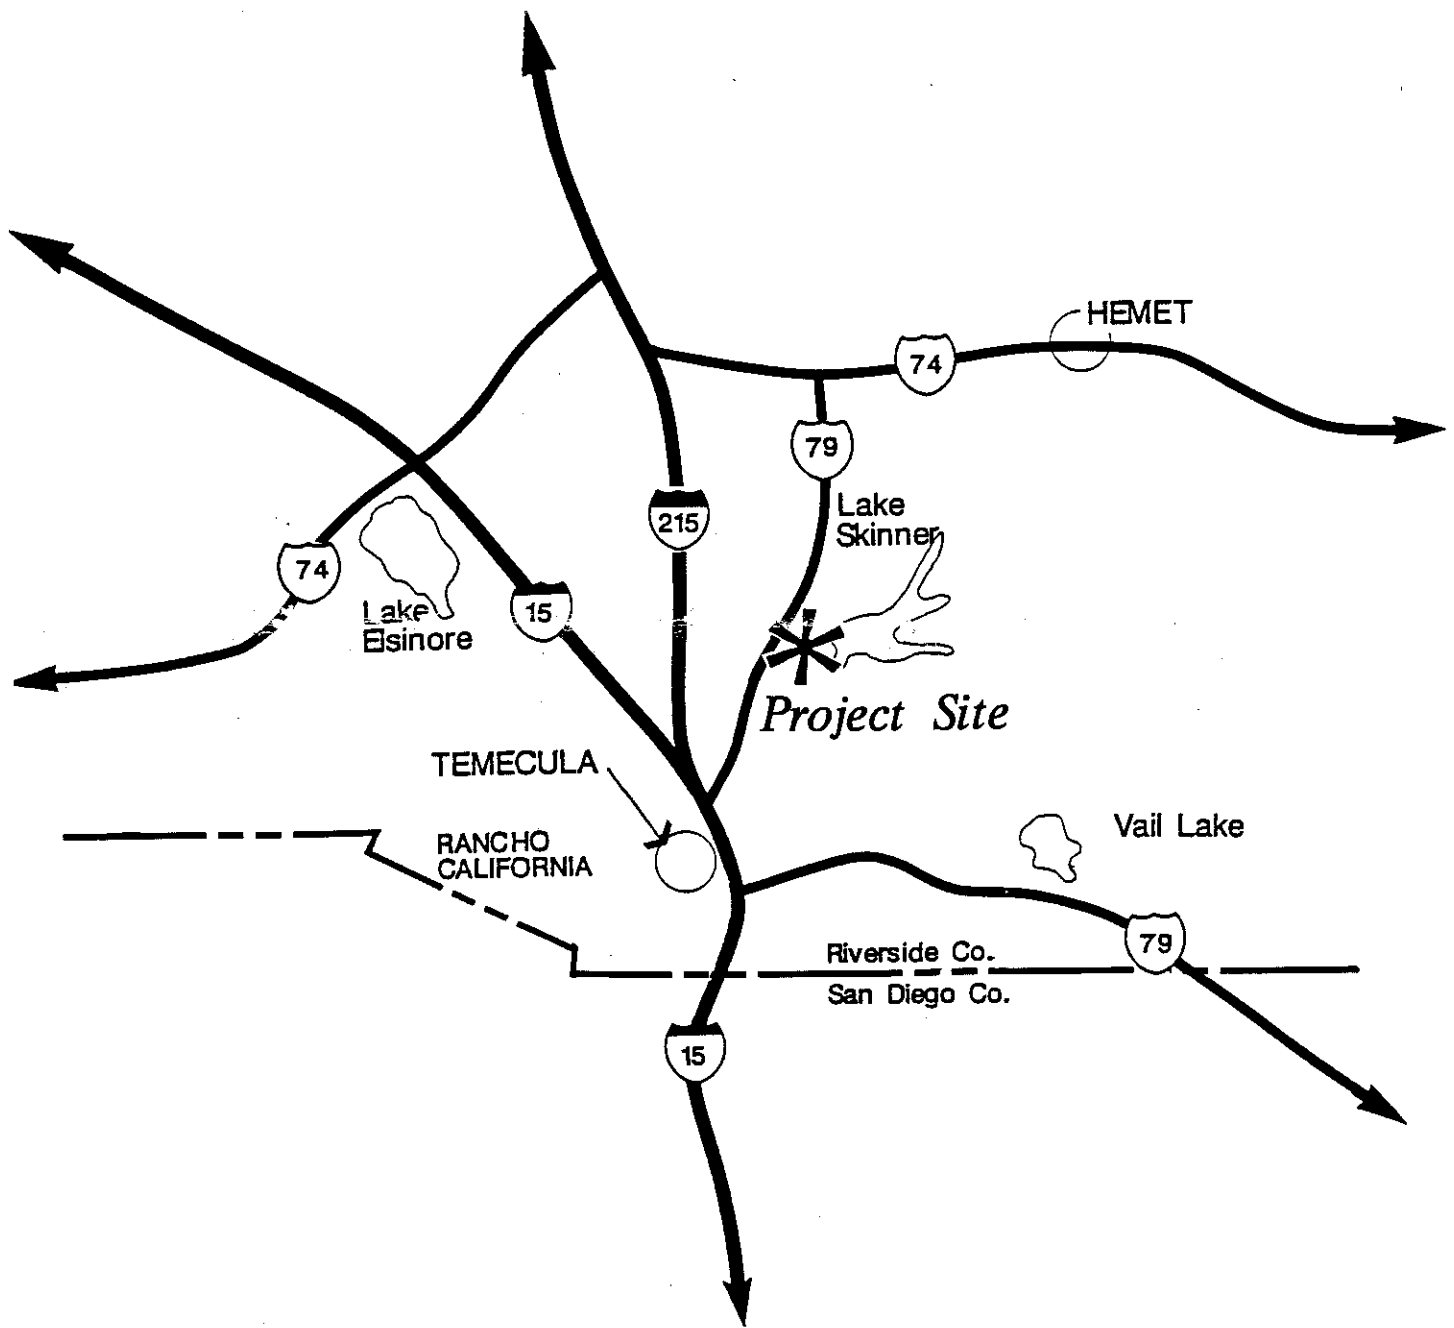 HEMET
74
79
Lake
Skinner
215
74
15
Lake
Elsinore
Project Site
TEMECULA
RANCHO
CALIFORNIA
Vail Lake
79
Riverside Co.
San Diego Co.
15